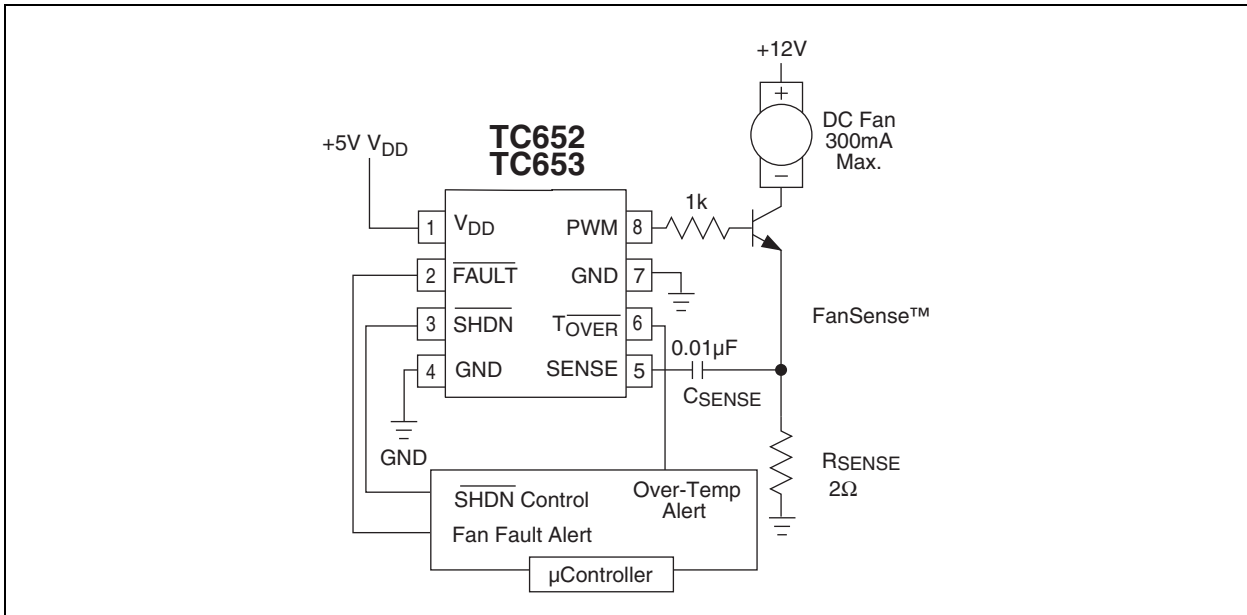 +12V
+
DC Fan
300mA
Max.
–
TC652
TC653
+5V VDD
1k
1 VDD PWM 8
2 FAULT GND 7
3 SHDN TOVER 6
4 GND SENSE 5
FanSense™
0.01µF
CSENSE
GND
RSENSE
2Ω
SHDN Control
Over-Temp
Alert
Fan Fault Alert
µController